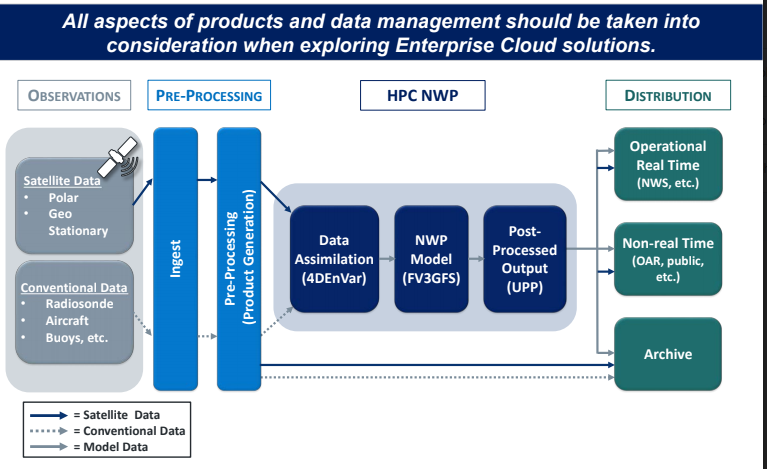 All aspects of products and data management should be taken into
consideration when exploring Enterprise Cloud solutions.
OBSERVATIONS
PRE-PROCESSING
HPC NWP
DISTRIBUTION
Satellite Data
• Polar
• Geo
Stationary
Conventional Data
• Radiosonde
• Aircraft
• Buoys, etc.
Ingest
Pre-Processing
(Product Generation)
Data
Assimilation
(4DEnVar)
NWP
Model
(FV3GFS)
Post-
Processed
Output
(UPP)
Operational
Real Time
(NWS, etc.)
Non-real Time
(OAR, public,
etc.)
Archive
= Satellite Data
= Conventional Data
= Model Data